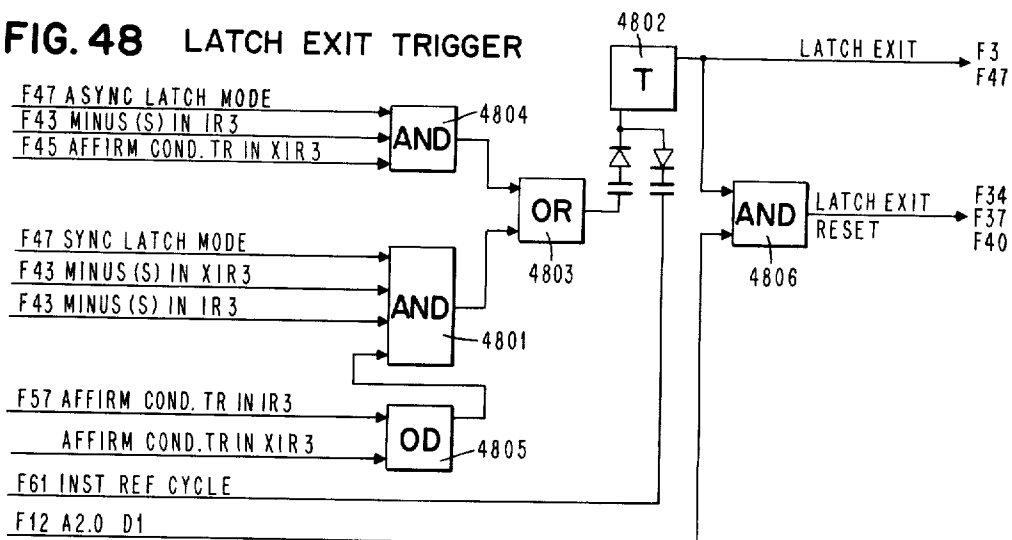 FIG. 48 LATCH EXIT TRIGGER
4802
T
LATCH EXIT
F3
F47
F47 ASYNC LATCH MODE
F43 MINUS (S) IN IR3
F45 AFFIRM COND. TR IN XIR3
AND
4804
OR
4803
AND
4806
LATCH EXIT
RESET
F34
F37
F40
F47 SYNC LATCH MODE
F43 MINUS (S) IN XIR3
F43 MINUS (S) IN IR3
AND
4801
F57 AFFIRM COND. TR IN IR3
AFFIRM COND. TR IN XIR3
OD
4805
F61 INST REF CYCLE
F12 A2.0 D1